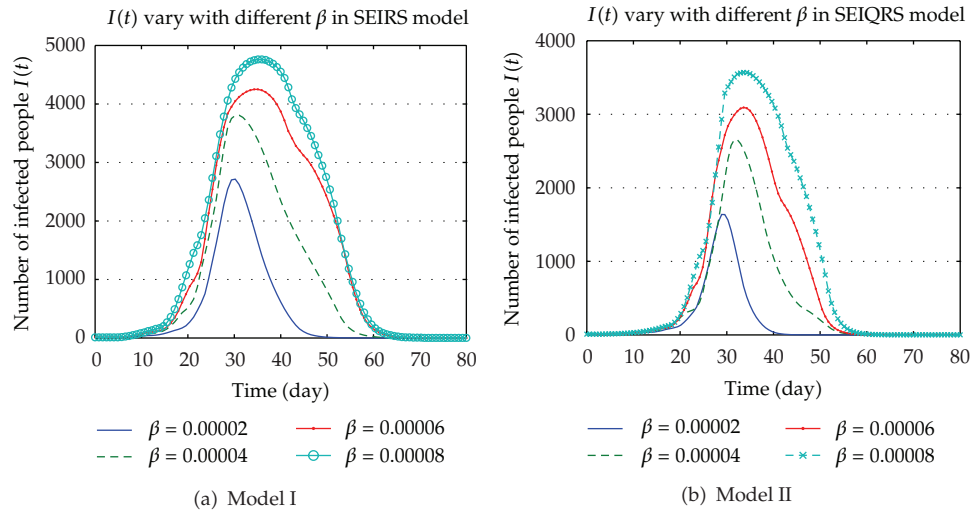 I(t) vary with different β in SEIRS model
5000
4000
3000
2000
1000
0
Number of infected people I(t)
0 10 20 30 40 50 60 70 80
Time (day)
β = 0.00002
β = 0.00006
β = 0.00004
β = 0.00008
(a) Model I
I(t) vary with different β in SEIQRS model
4000
3000
2000
1000
0
Number of infected people I(t)
0 10 20 30 40 50 60 70 80
Time (day)
β = 0.00002
β = 0.00006
β = 0.00004
β = 0.00008
(b) Model II